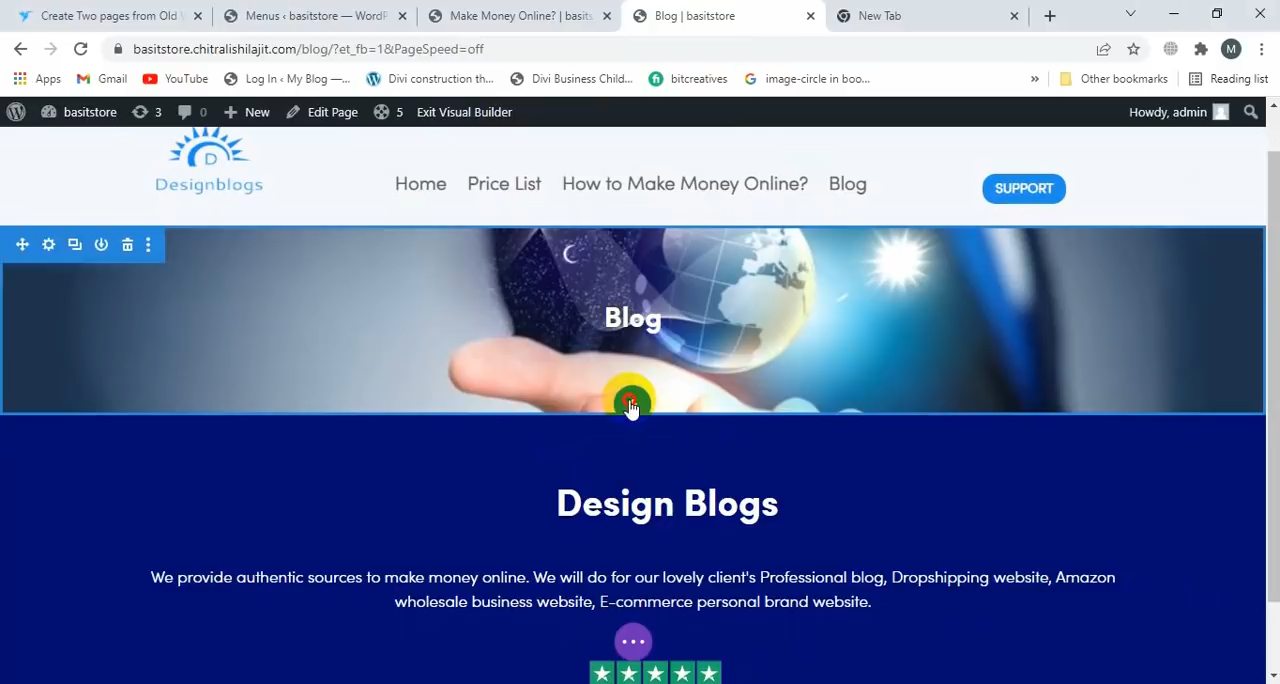 Create Two pages from Old W
Menus ‹ basitstore — WordP
Make Money Online? | basits
Blog | basitstore
New Tab
basitstore.chitralishilajit.com/blog/?et_fb=1&PageSpeed=off
M
Apps
Gmail
YouTube
Log In ‹ My Blog —...
Divi construction th...
Divi Business Child...
fi
bitcreatives
G
image-circle in boo...
»
Other bookmarks
Reading list
basitstore
3
0
New
Edit Page
5
Exit Visual Builder
Howdy, admin
D
Designblogs
Home
Price List
How to Make Money Online?
Blog
SUPPORT
Blog
Design Blogs
We provide authentic sources to make money online. We will do for our lovely client's Professional blog, Dropshipping website, Amazon
wholesale business website, E-commerce personal brand website.